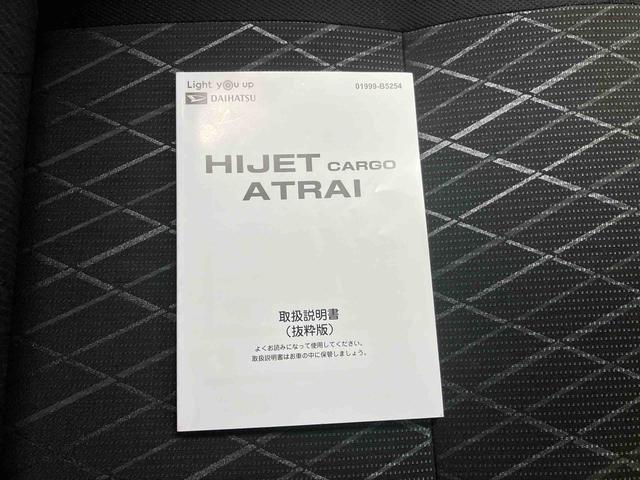 Light you up
DAIHATSU
01999-B5254
HIJET CARGO
ATRAI
取扱説明書
(抜粋版)
よくお読みになって使用してください。
取扱説明書はお車の中に保管しましょう。